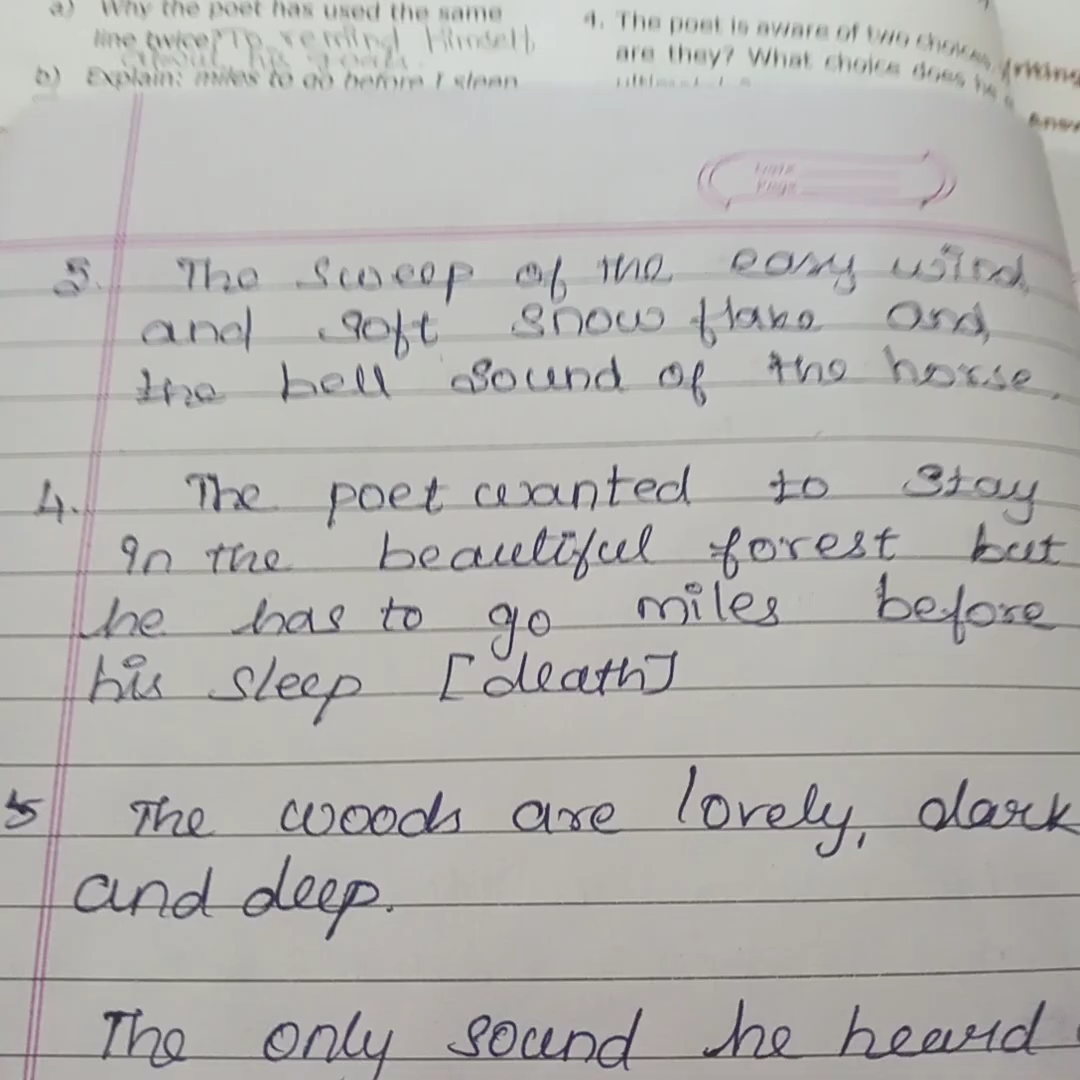 a) Why the poet has used the same
line twice? To remind Himself
about his goals.
b) Explain: miles to go before I sleep
4. The poet is aware of two choices
are they? What choice does he
Date
Page
3. The sweep of the easy wind
and soft snow flake and
the bell sound of the horse.
4. The poet wanted to stay
in the beautiful forest but
he has to go miles before
his sleep [death]
5 The woods are lovely, dark
and deep.
The only sound he heard